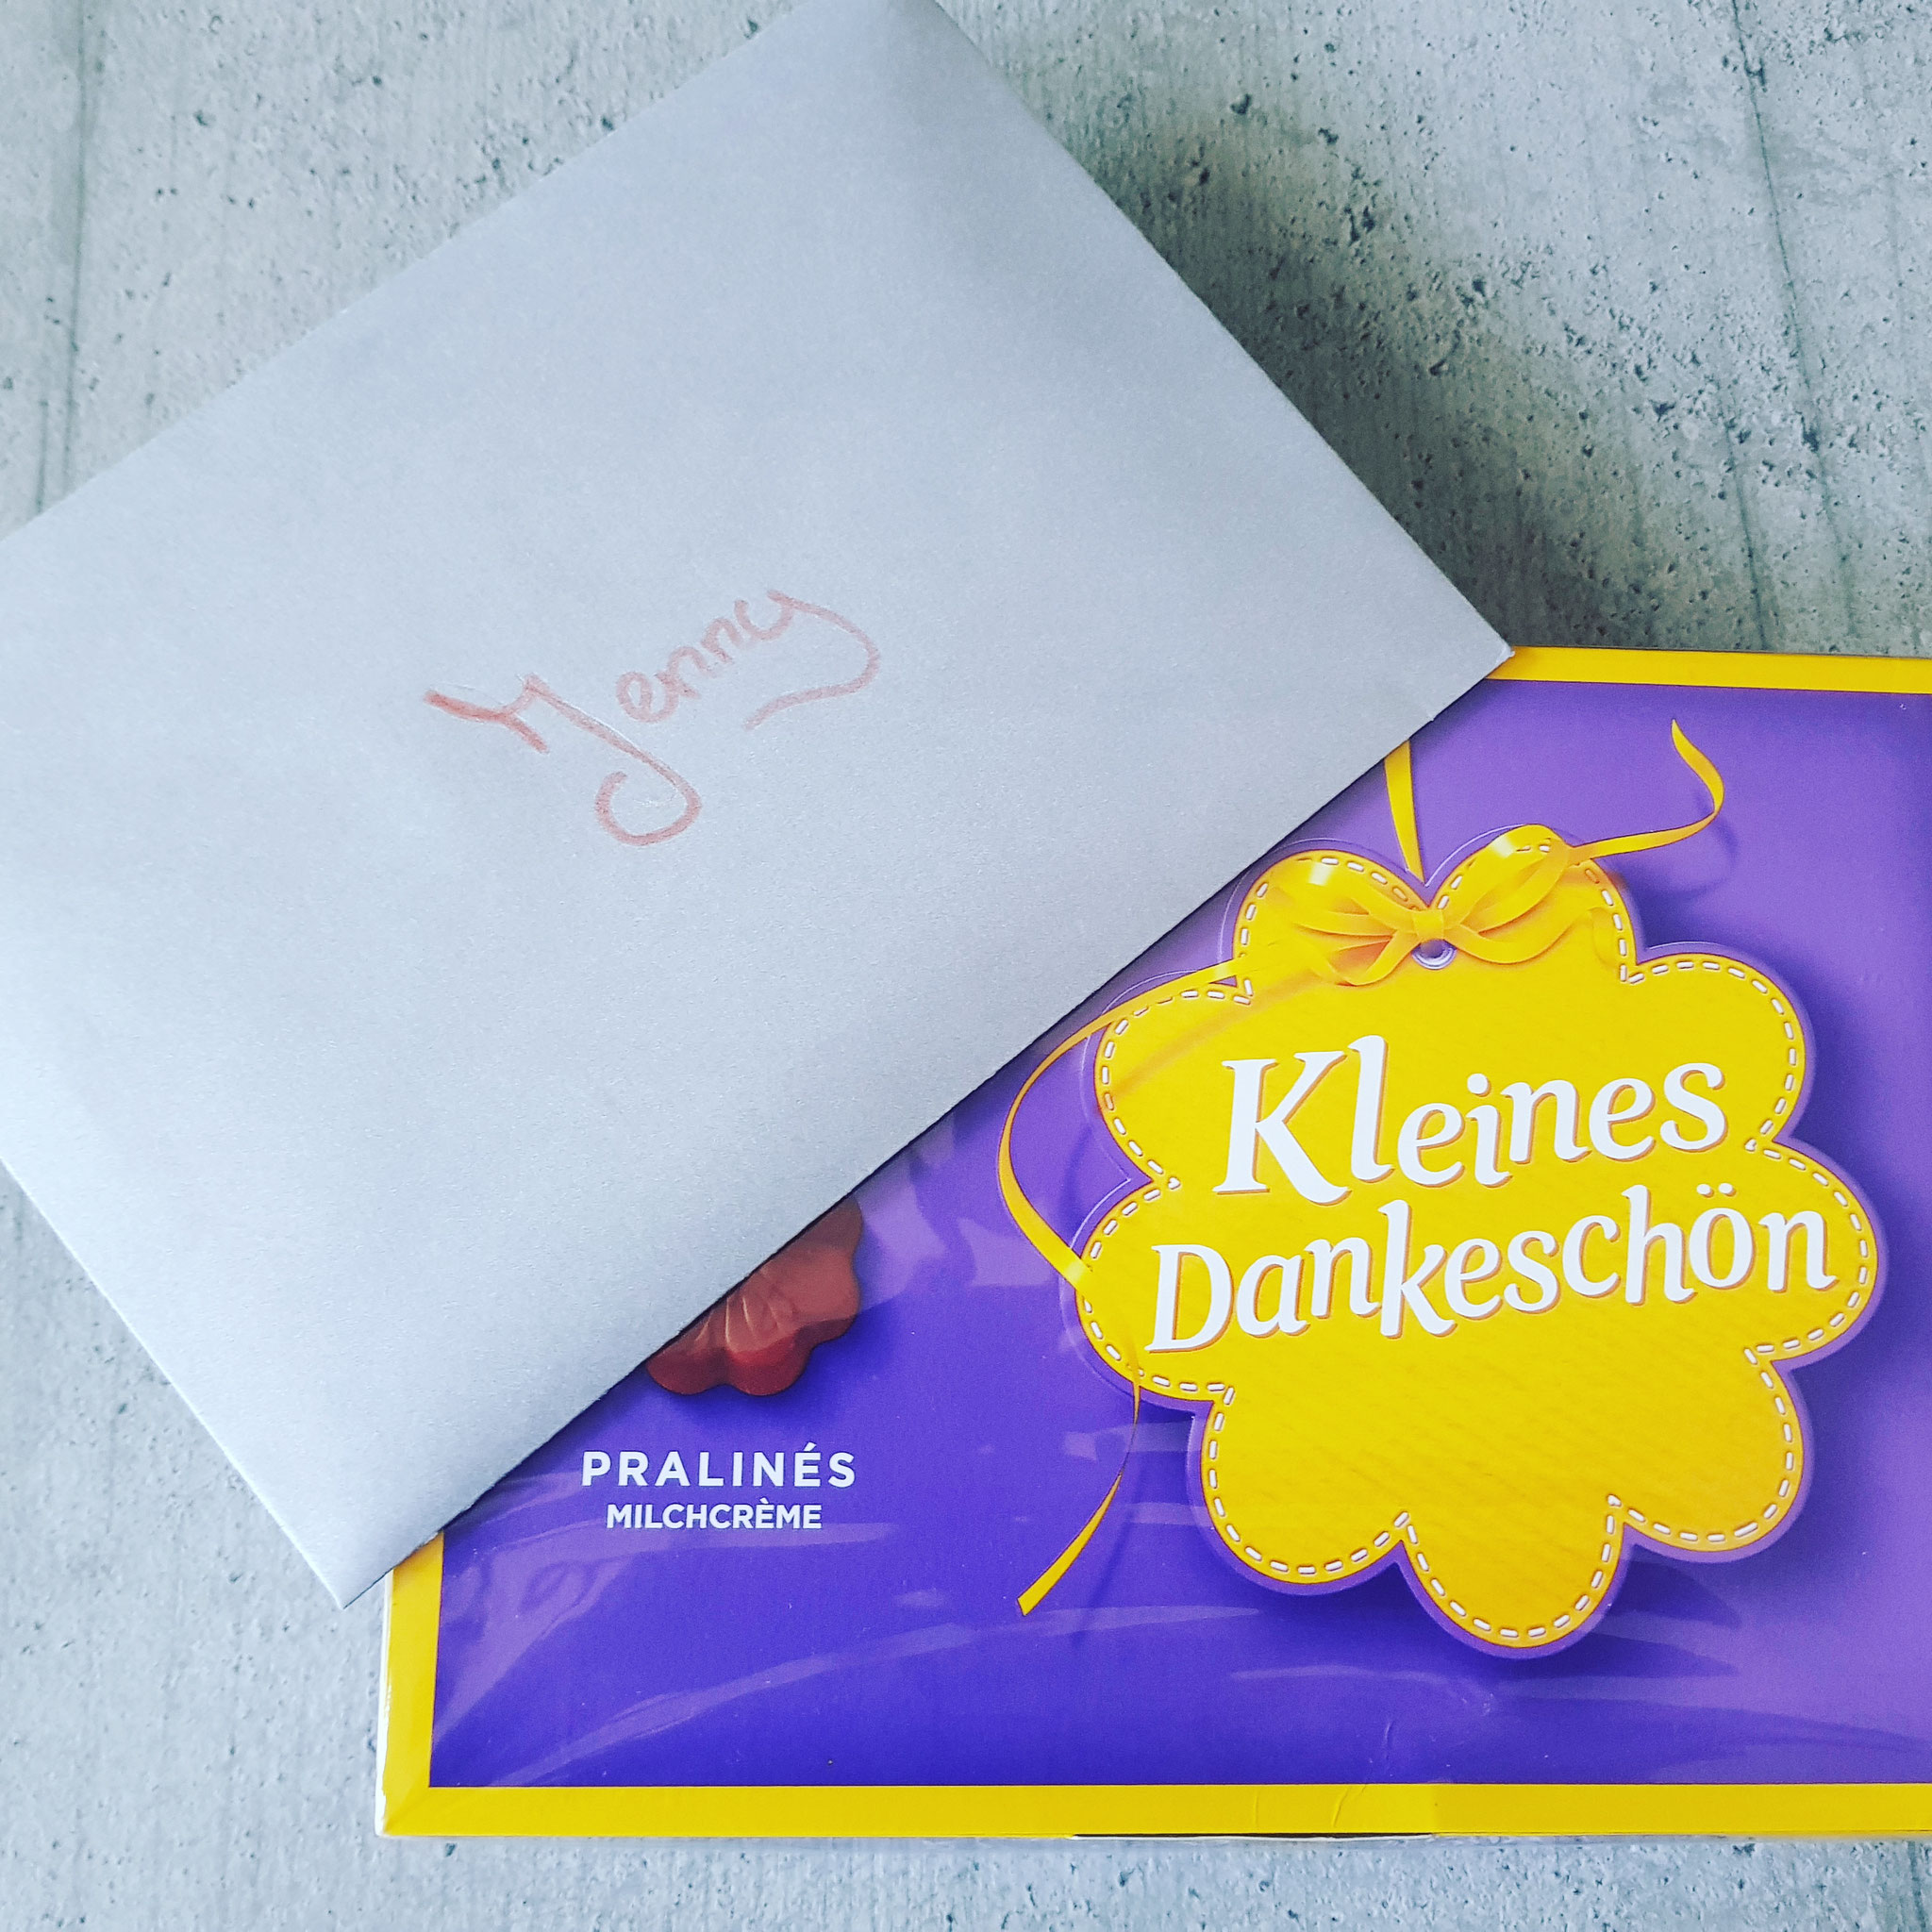 Jenny
Kleines
Dankeschön
PRALINÉS
MILCHCRÈME